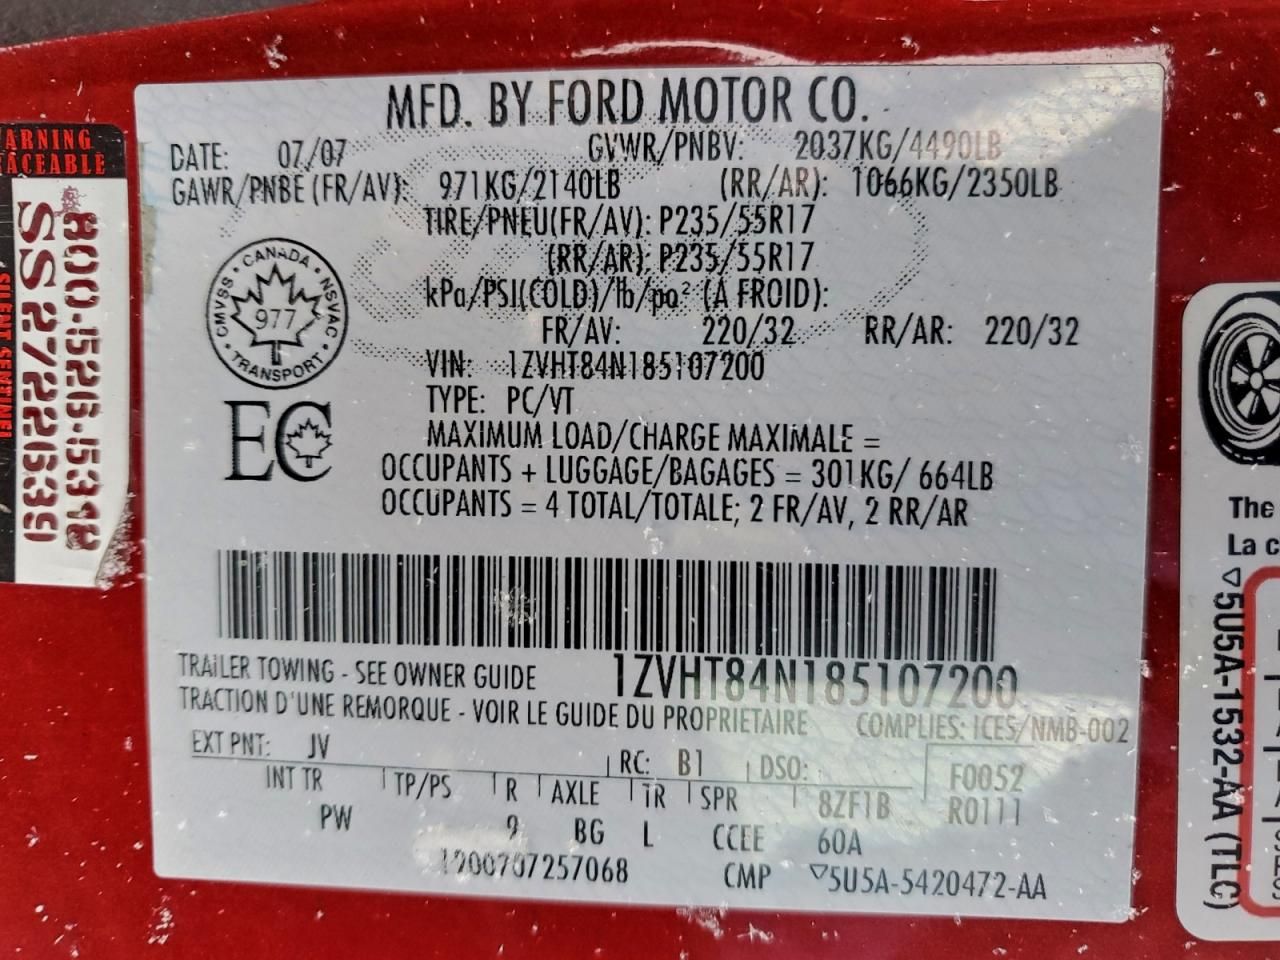 MFD. BY FORD MOTOR CO.
DATE: 07/07 GVWR/PNBV: 2037KG/4490LB
GAWR/PNBE (FR/AV): 971KG/2140LB (RR/AR): 1066KG/2350LB
TIRE/PNEU(FR/AV): P235/55R17
(RR/AR): P235/55R17
kPa/PSI(COLD)/lb/po² (A FROID):
FR/AV: 220/32 RR/AR: 220/32
VIN: 1ZVHT84N185107200
TYPE: PC/VT
MAXIMUM LOAD/CHARGE MAXIMALE =
OCCUPANTS + LUGGAGE/BAGAGES = 301KG/ 664LB
OCCUPANTS = 4 TOTAL/TOTALE; 2 FR/AV, 2 RR/AR
CANADA
CMVSS NSVAC
977
TRANSPORT
EC
1ZVHT84N185107200
TRAILER TOWING - SEE OWNER GUIDE
TRACTION D'UNE REMORQUE - VOIR LE GUIDE DU PROPRIETAIRE COMPLIES: ICES/NMB-002
EXT PNT: JV RC: B1 DSO: F0052
INT TR TP/PS R AXLE TR SPR 8ZF1B R0111
PW 9 BG L CCEE 60A
1200707257068 CMP ▽5U5A-5420472-AA
ARNING
ACEABLE
800.526.5398
SS2722639
SILENT SENTINEL
The
La c
▽5U5A-1532-AA (TLC)